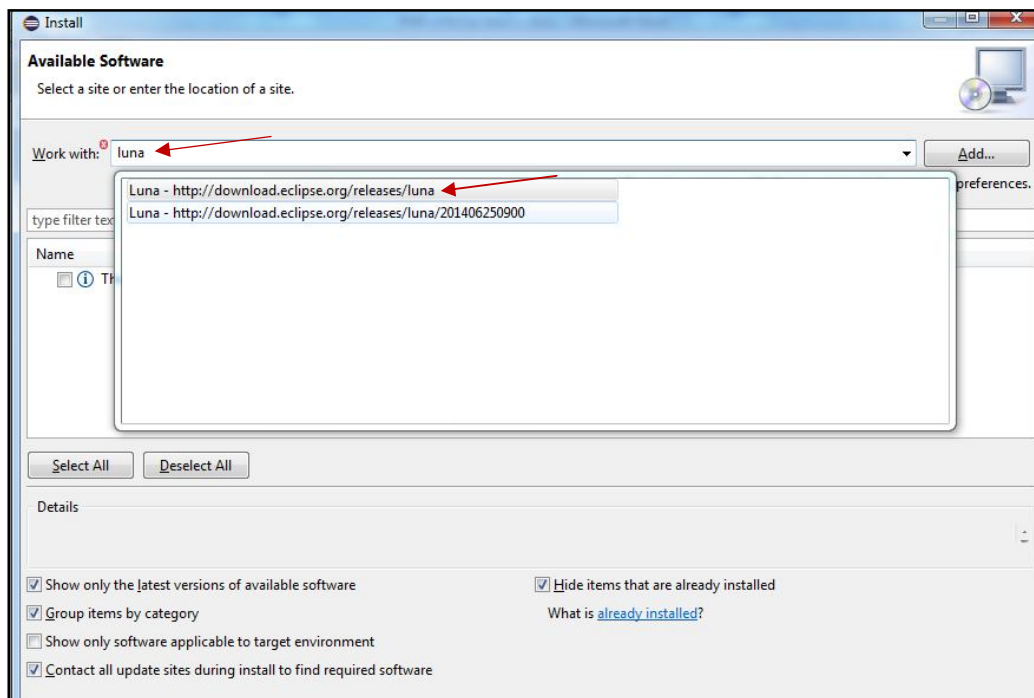 Install
Available Software
Select a site or enter the location of a site.
Work with: luna
Add...
Luna - http://download.eclipse.org/releases/luna
preferences.
Luna - http://download.eclipse.org/releases/luna/201406250900
type filter tex
Name
Th
Select All
Deselect All
Details
Show only the latest versions of available software
Hide items that are already installed
Group items by category
What is already installed?
Show only software applicable to target environment
Contact all update sites during install to find required software